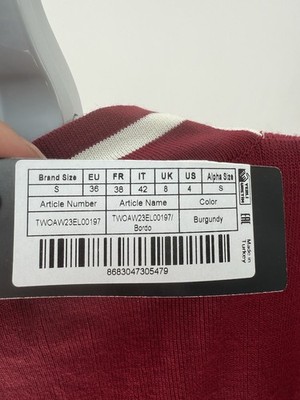 Brand Size EU FR IT UK US Alpha Size
S 36 38 42 8 4 S
Article Number Article Name Color
TWOAW23EL00197 TWOAW23EL00197/ Burgundy
Bordo
8683047305479
Made in
Turkey